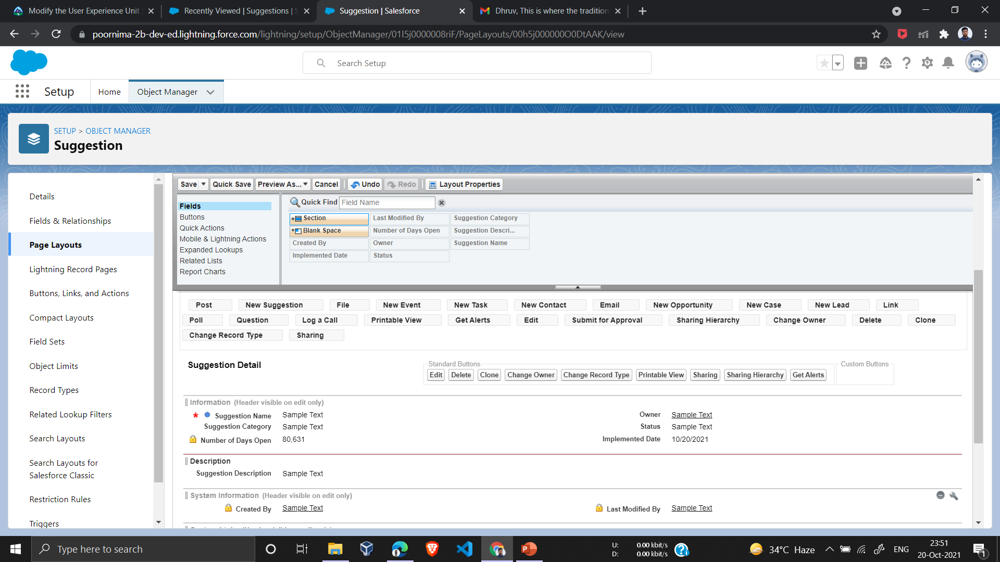 Modify the User Experience Unit
Recently Viewed | Suggestions | S
Suggestion | Salesforce
Dhruv, This is where the tradition
poornima-2b-dev-ed.lightning.force.com/lightning/setup/ObjectManager/01I5j0000008riF/PageLayouts/00h5j000000O0DtAAK/view
Search Setup
Setup
Home
Object Manager
SETUP > OBJECT MANAGER
Suggestion
Details
Fields & Relationships
Page Layouts
Lightning Record Pages
Buttons, Links, and Actions
Compact Layouts
Field Sets
Object Limits
Record Types
Related Lookup Filters
Search Layouts
Search Layouts for
Salesforce Classic
Restriction Rules
Triggers
Save Quick Save Preview As... Cancel Undo Redo Layout Properties
Fields
Buttons
Quick Actions
Mobile & Lightning Actions
Expanded Lookups
Related Lists
Report Charts
Quick Find Field Name
Section Last Modified By Suggestion Category
Blank Space Number of Days Open Suggestion Descri...
Created By Owner Suggestion Name
Implemented Date Status
Post New Suggestion File New Event New Task New Contact Email New Opportunity New Case New Lead Link
Poll Question Log a Call Printable View Get Alerts Edit Submit for Approval Sharing Hierarchy Change Owner Delete Clone
Change Record Type Sharing
Suggestion Detail
Standard Buttons
Edit Delete Clone Change Owner Change Record Type Printable View Sharing Sharing Hierarchy Get Alerts
Custom Buttons
Information (Header visible on edit only)
* Suggestion Name Sample Text Owner Sample Text
Suggestion Category Sample Text Status Sample Text
Number of Days Open 80,631 Implemented Date 10/20/2021
Description
Suggestion Description Sample Text
System Information (Header visible on edit only)
Created By Sample Text Last Modified By Sample Text
Type here to search
U: 0.00 kbit/s
D: 0.00 kbit/s
34°C Haze
ENG
23:51
20-Oct-2021
1